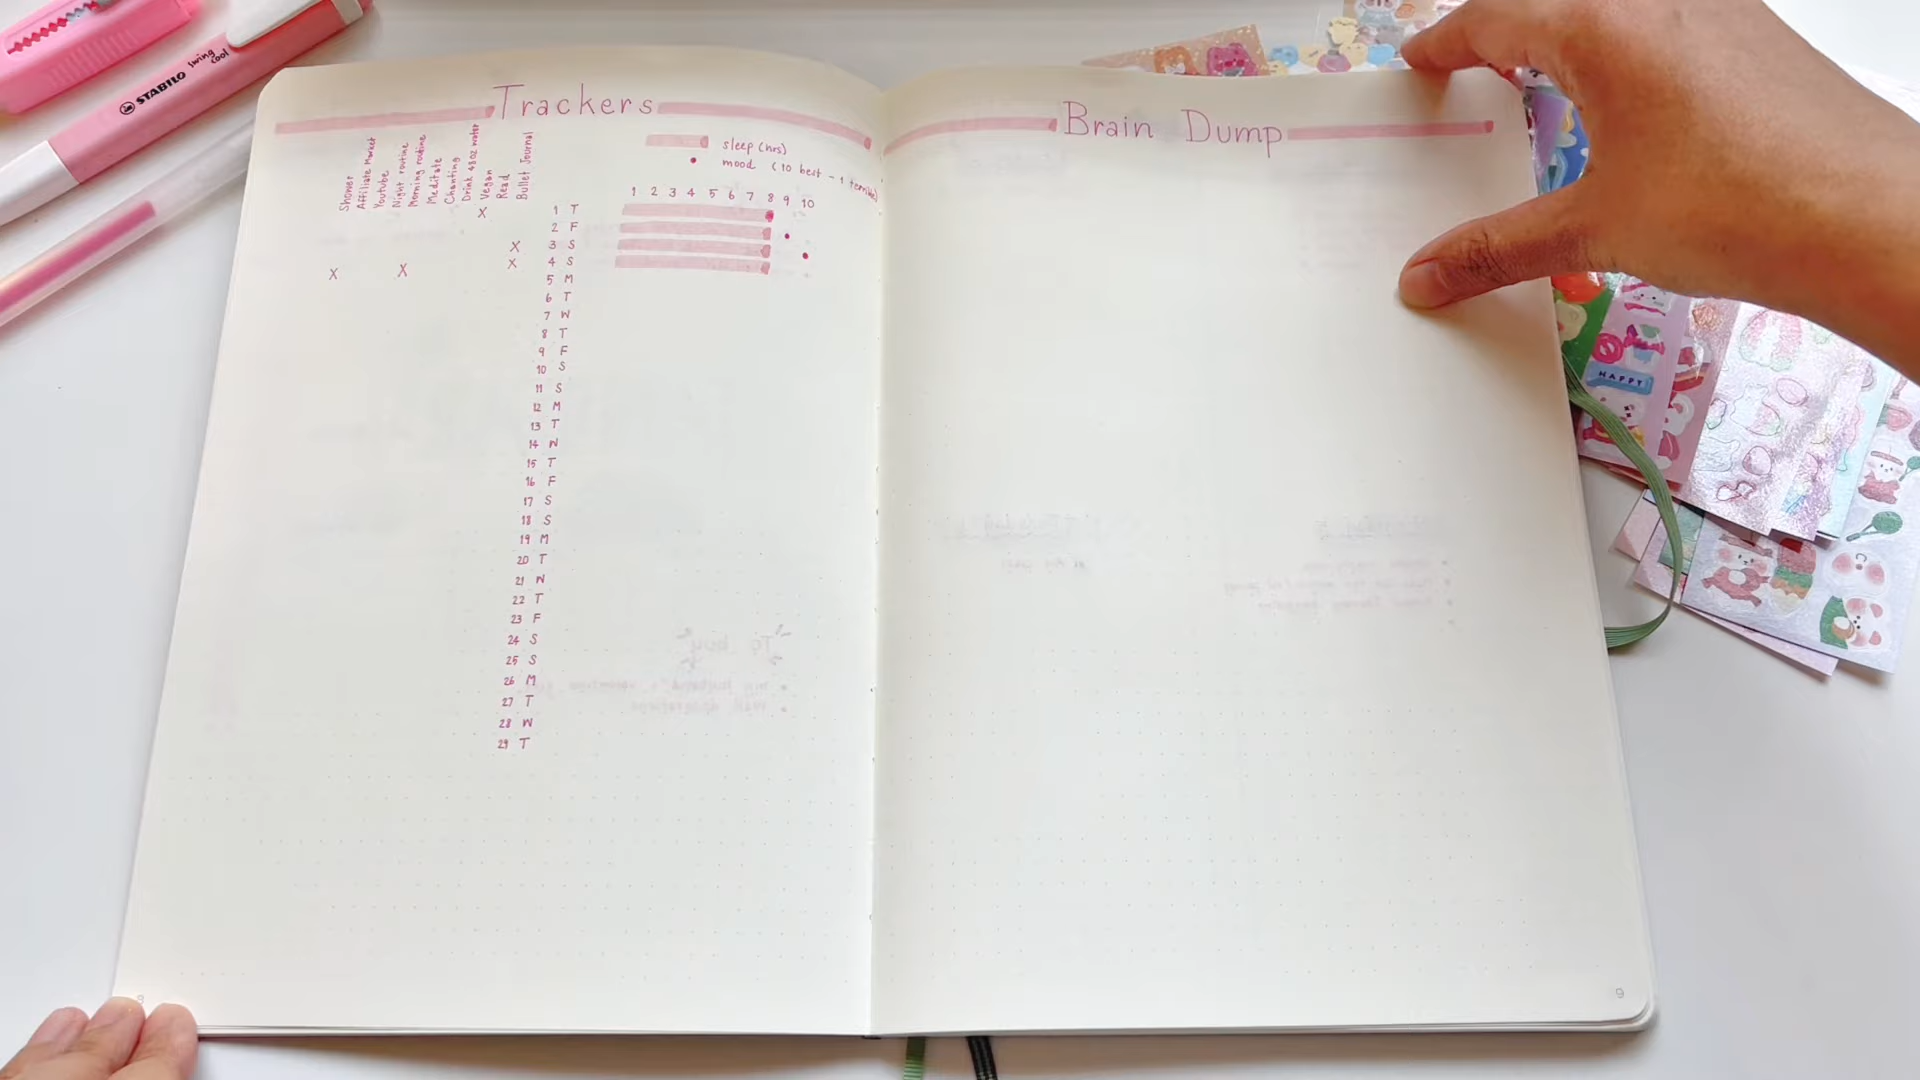 STABILO swing cool
Trackers
Shower
Affiliate Market
Youtube
Night routine
Morning routine
Meditate
Chanting
Drink 48oz water
Vegan
Read
Bullet Journal
sleep (hrs)
mood (10 best - 1 terrible)
1 2 3 4 5 6 7 8 9 10
X 1 T
2 F
X 3 S
X 4 S
X X 5 M
6 T
7 W
8 T
9 F
10 S
11 S
12 M
13 T
14 W
15 T
16 F
17 S
18 S
19 M
20 T
21 W
22 T
23 F
24 S
25 S
26 M
27 T
28 W
29 T
Brain Dump
9
HAPPY